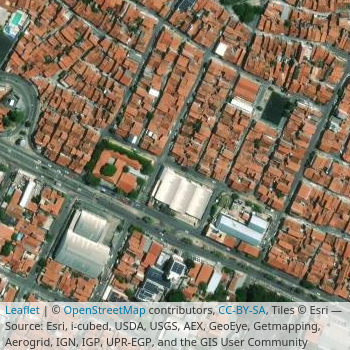 Leaflet | © OpenStreetMap contributors, CC-BY-SA, Tiles © Esri —
Source: Esri, i-cubed, USDA, USGS, AEX, GeoEye, Getmapping,
Aerogrid, IGN, IGP, UPR-EGP, and the GIS User Community